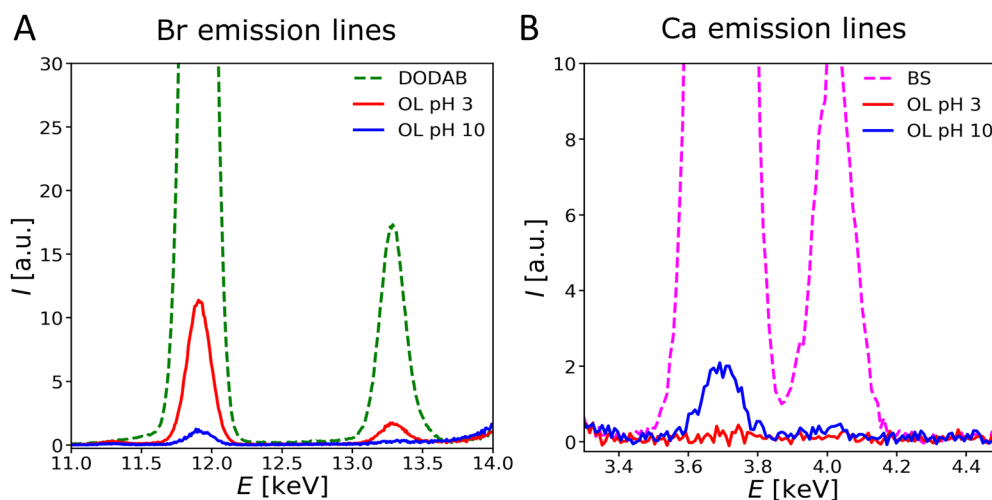 A
Br emission lines
30
25
20
15
10
5
0
I [a.u.]
11.0 11.5 12.0 12.5 13.0 13.5 14.0
E [keV]
DODAB
OL pH 3
OL pH 10
B
Ca emission lines
10
8
6
4
2
0
I [a.u.]
3.4 3.6 3.8 4.0 4.2 4.4
E [keV]
BS
OL pH 3
OL pH 10